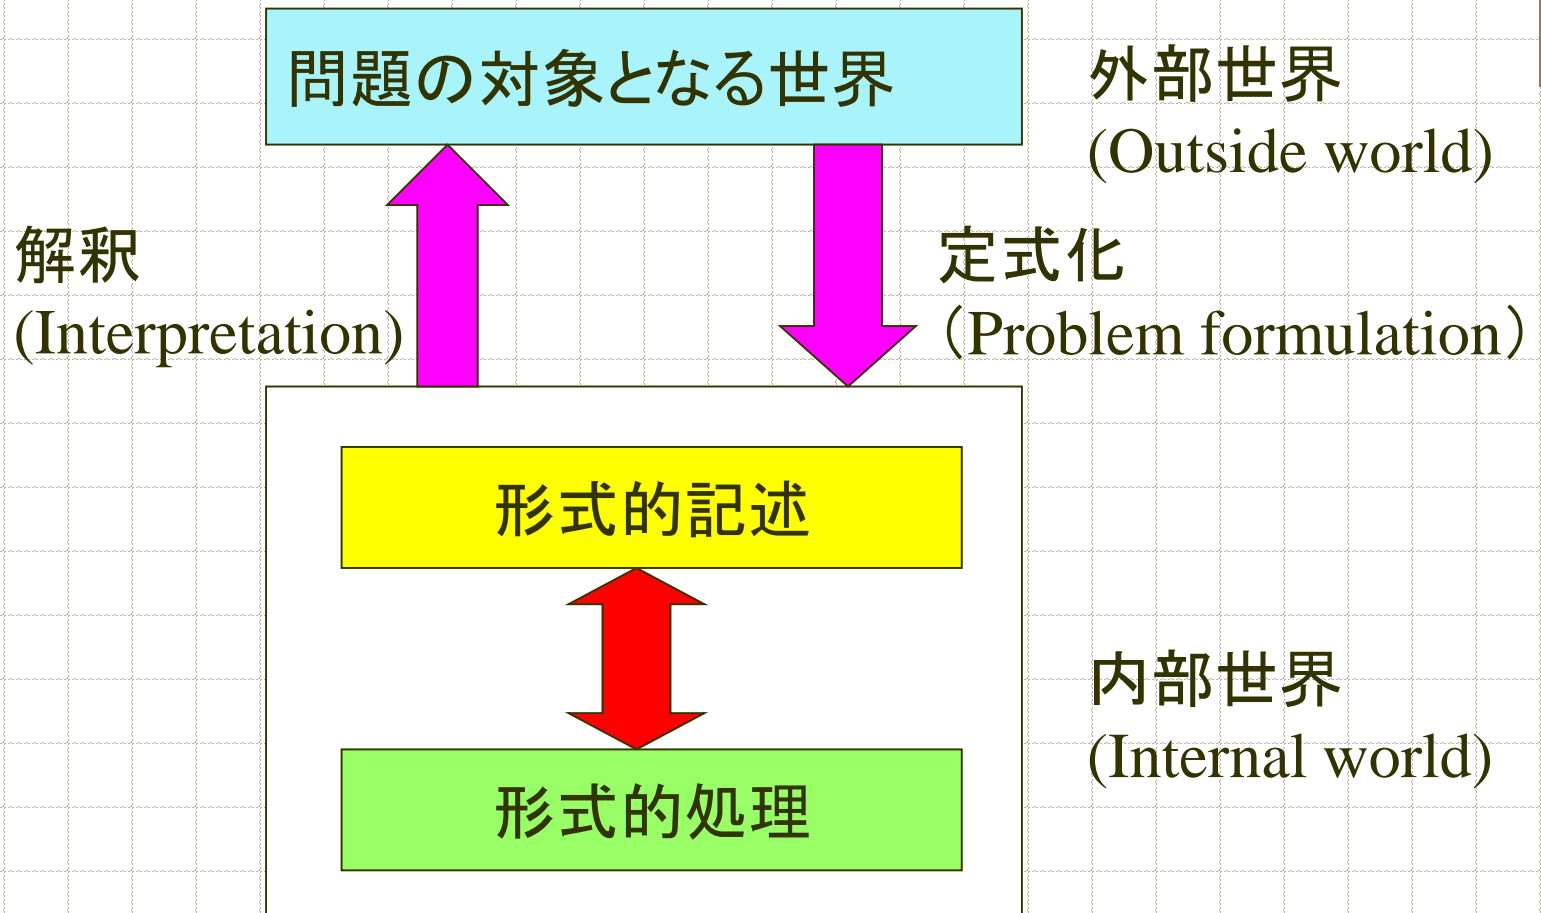 問題の対象となる世界
外部世界
(Outside world)
解釈
(Interpretation)
定式化
（Problem formulation）
形式的記述
内部世界
(Internal world)
形式的処理